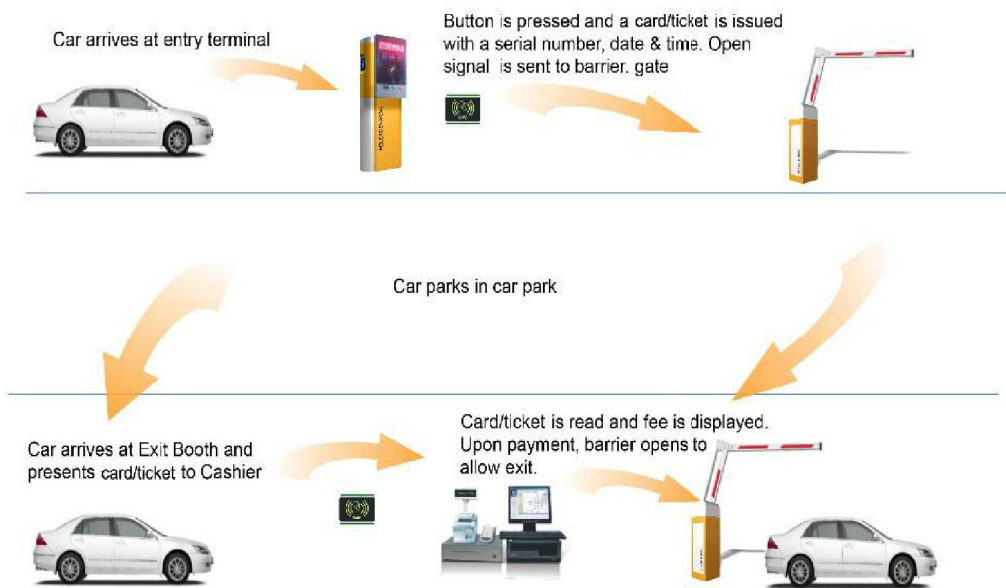 Car arrives at entry terminal
Button is pressed and a card/ticket is issued
with a serial number, date & time. Open
signal is sent to barrier. gate
Car parks in car park
Car arrives at Exit Booth and
presents card/ticket to Cashier
Card/ticket is read and fee is displayed.
Upon payment, barrier opens to
allow exit.